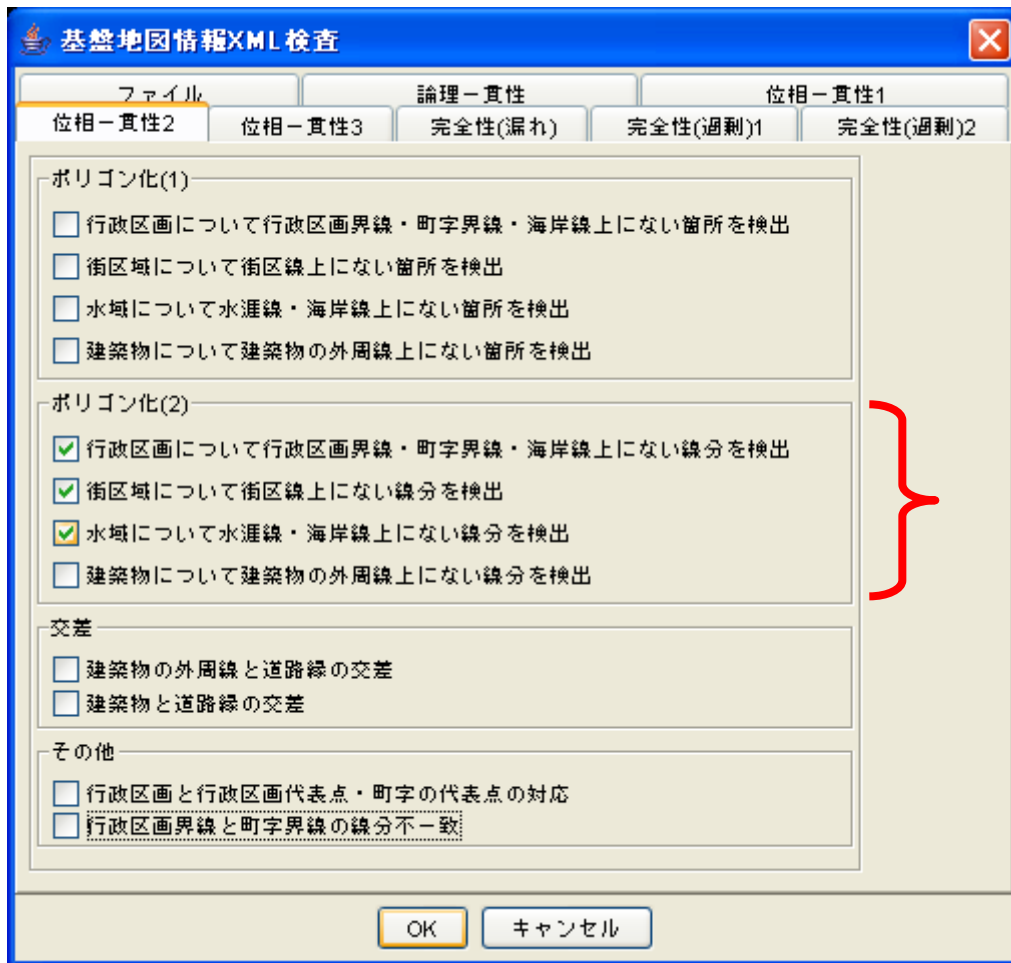 基盤地図情報XML検査
ファイル
論理一貫性
位相一貫性1
位相一貫性2
位相一貫性3
完全性(漏れ)
完全性(過剰)1
完全性(過剰)2
ポリゴン化(1)
行政区画について行政区画界線・町字界線・海岸線上にない箇所を検出
街区域について街区線上にない箇所を検出
水域について水涯線・海岸線上にない箇所を検出
建築物について建築物の外周線上にない箇所を検出
ポリゴン化(2)
行政区画について行政区画界線・町字界線・海岸線上にない線分を検出
街区域について街区線上にない線分を検出
水域について水涯線・海岸線上にない線分を検出
建築物について建築物の外周線上にない線分を検出
交差
建築物の外周線と道路縁の交差
建築物と道路縁の交差
その他
行政区画と行政区画代表点・町字の代表点の対応
行政区画界線と町字界線の線分不一致
OK
キャンセル